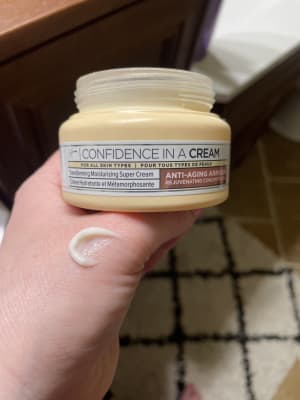 CONFIDENCE IN A CREAM
FOR ALL SKIN TYPES | POUR TOUS TYPES DE PEAUX
Transforming Moisturizing Super Cream
Crème Hydratante et Métamorphosante
ANTI-AGING
REJUVENATING